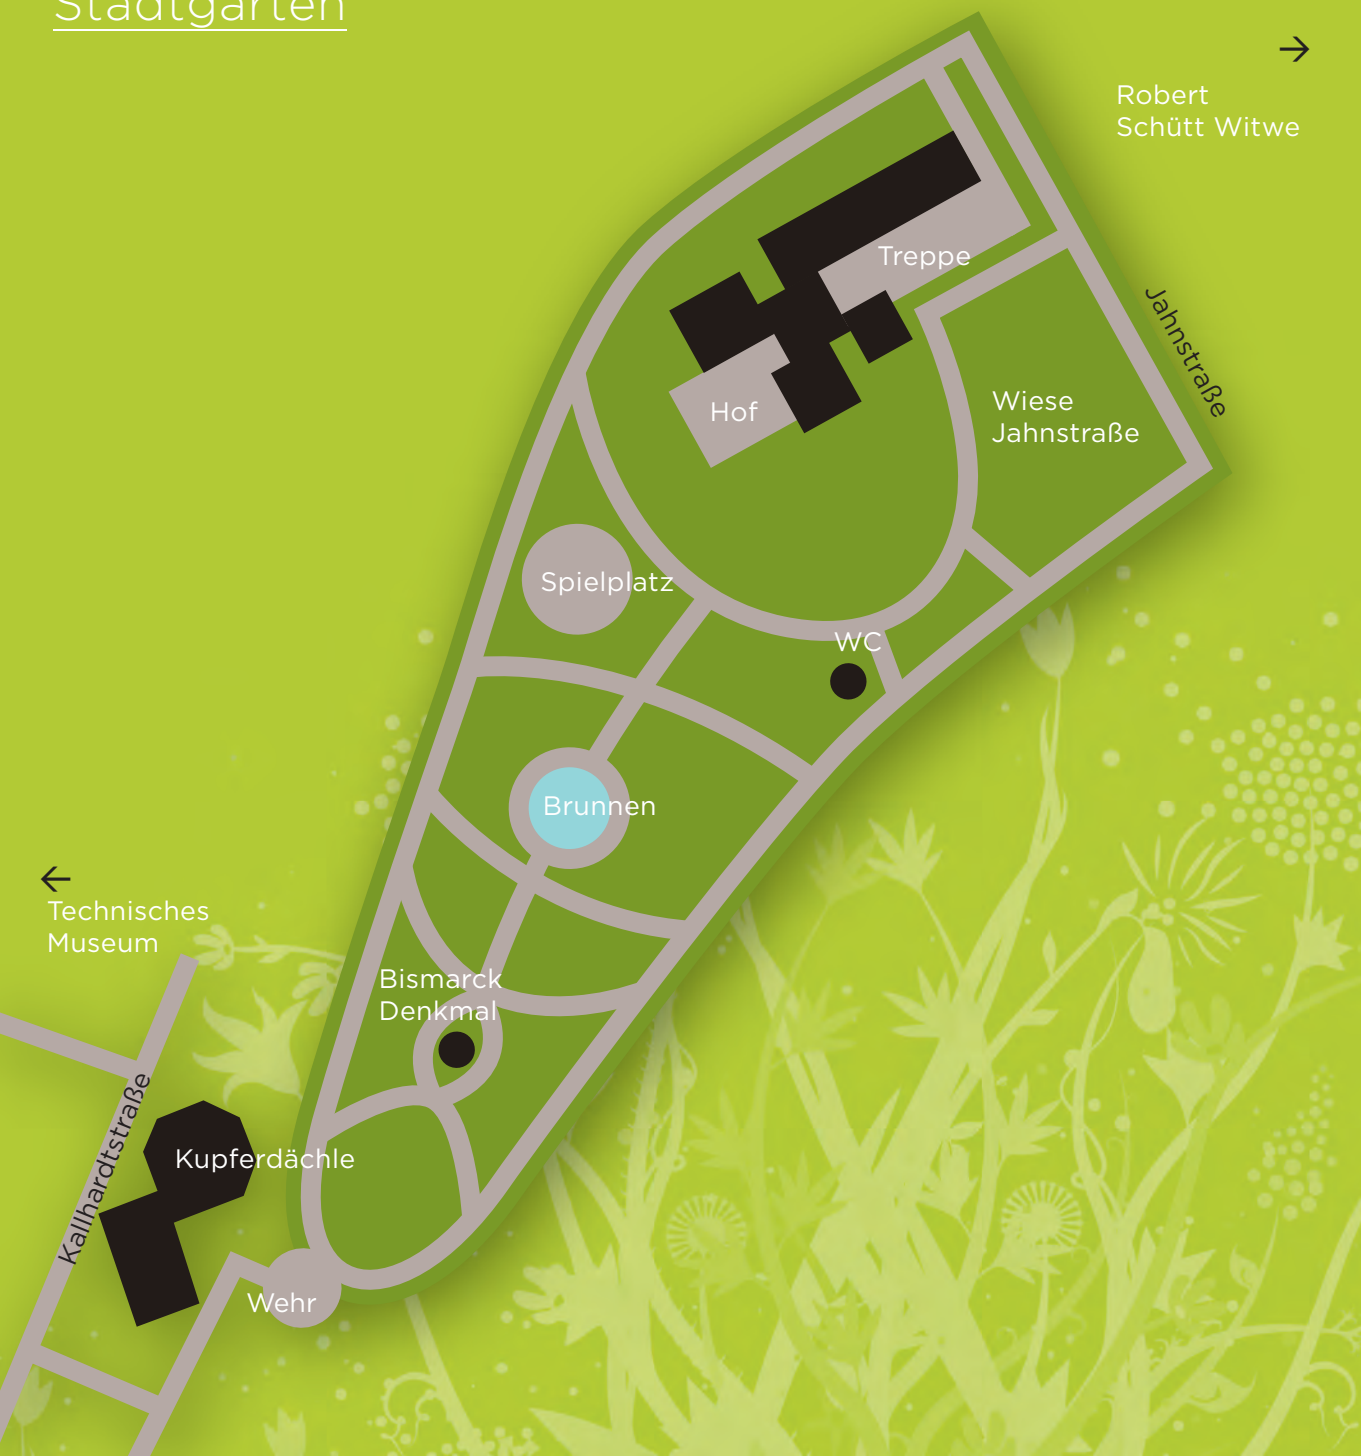 Stadtgarten
Robert
Schütt Witwe
Treppe
Jahnstraße
Hof
Wiese
Jahnstraße
Spielplatz
WC
Brunnen
Technisches
Museum
Bismarck
Denkmal
Kallhardtstraße
Kupferdächle
Wehr